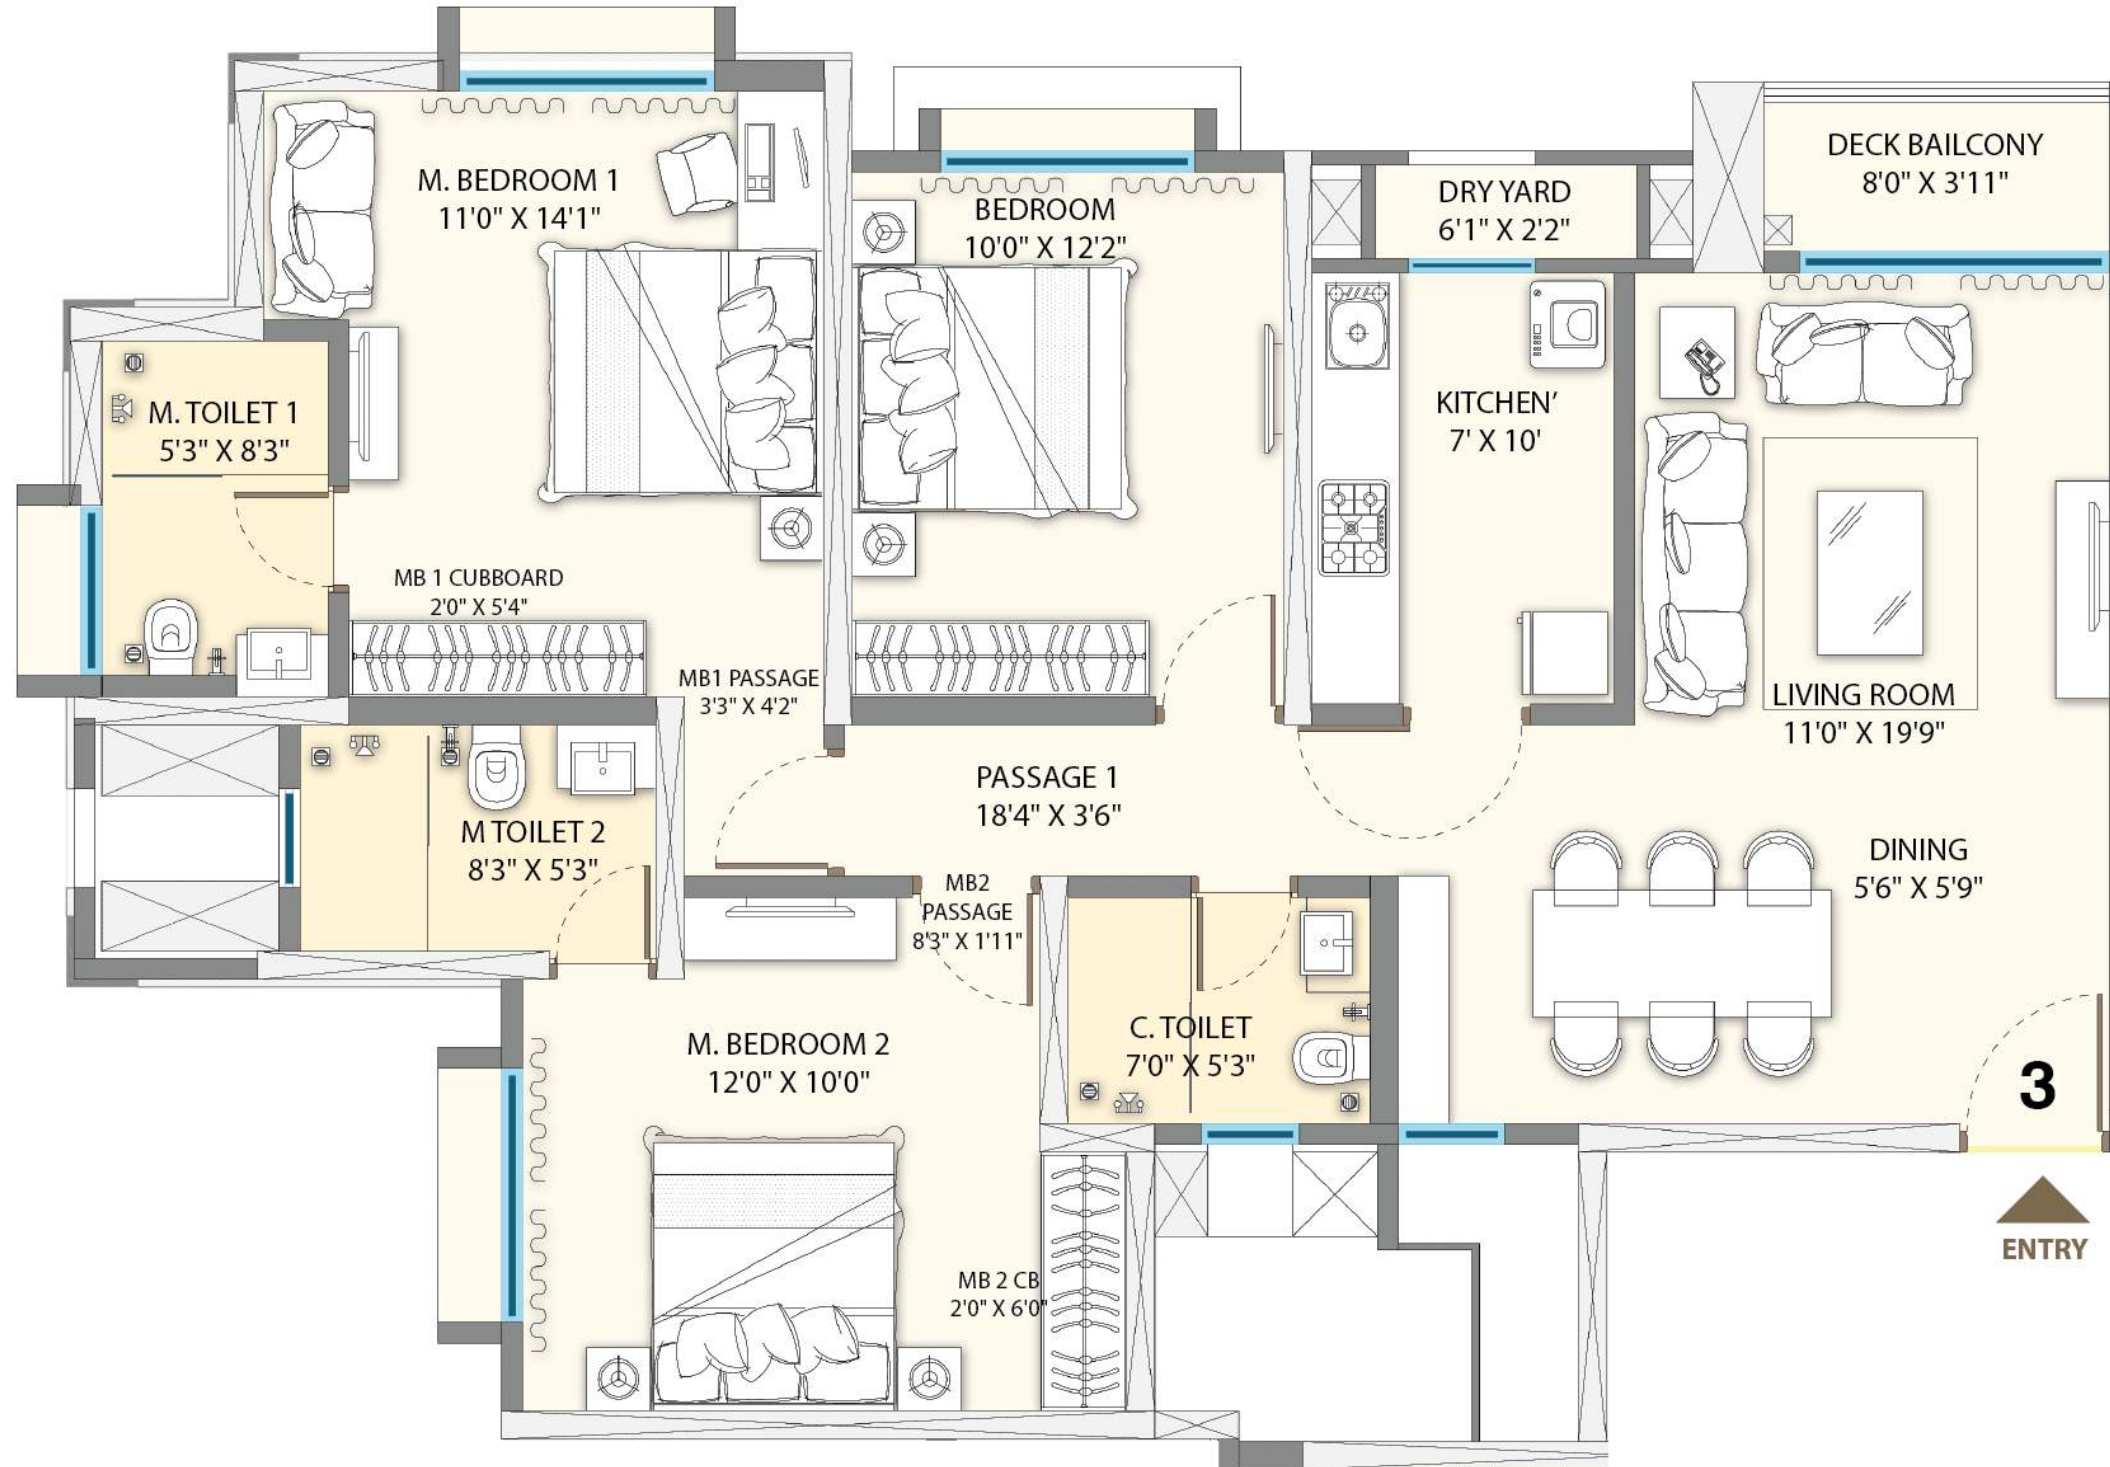 M. BEDROOM 1
11'0" X 14'1"
BEDROOM
10'0" X 12'2"
DRY YARD
6'1" X 2'2"
DECK BAILCONY
8'0" X 3'11"
M. TOILET 1
5'3" X 8'3"
KITCHEN’
7' X 10'
MB 1 CUBBOARD
2'0" X 5'4"
MB1 PASSAGE
3'3" X 4'2"
LIVING ROOM
11'0" X 19'9"
PASSAGE 1
18'4" X 3'6"
M TOILET 2
8'3" X 5'3"
DINING
5'6" X 5'9"
MB2
PASSAGE
8'3" X 1'11"
M. BEDROOM 2
12'0" X 10'0"
C. TOILET
7'0" X 5'3"
3
MB 2 CB
2'0" X 6'0"
ENTRY